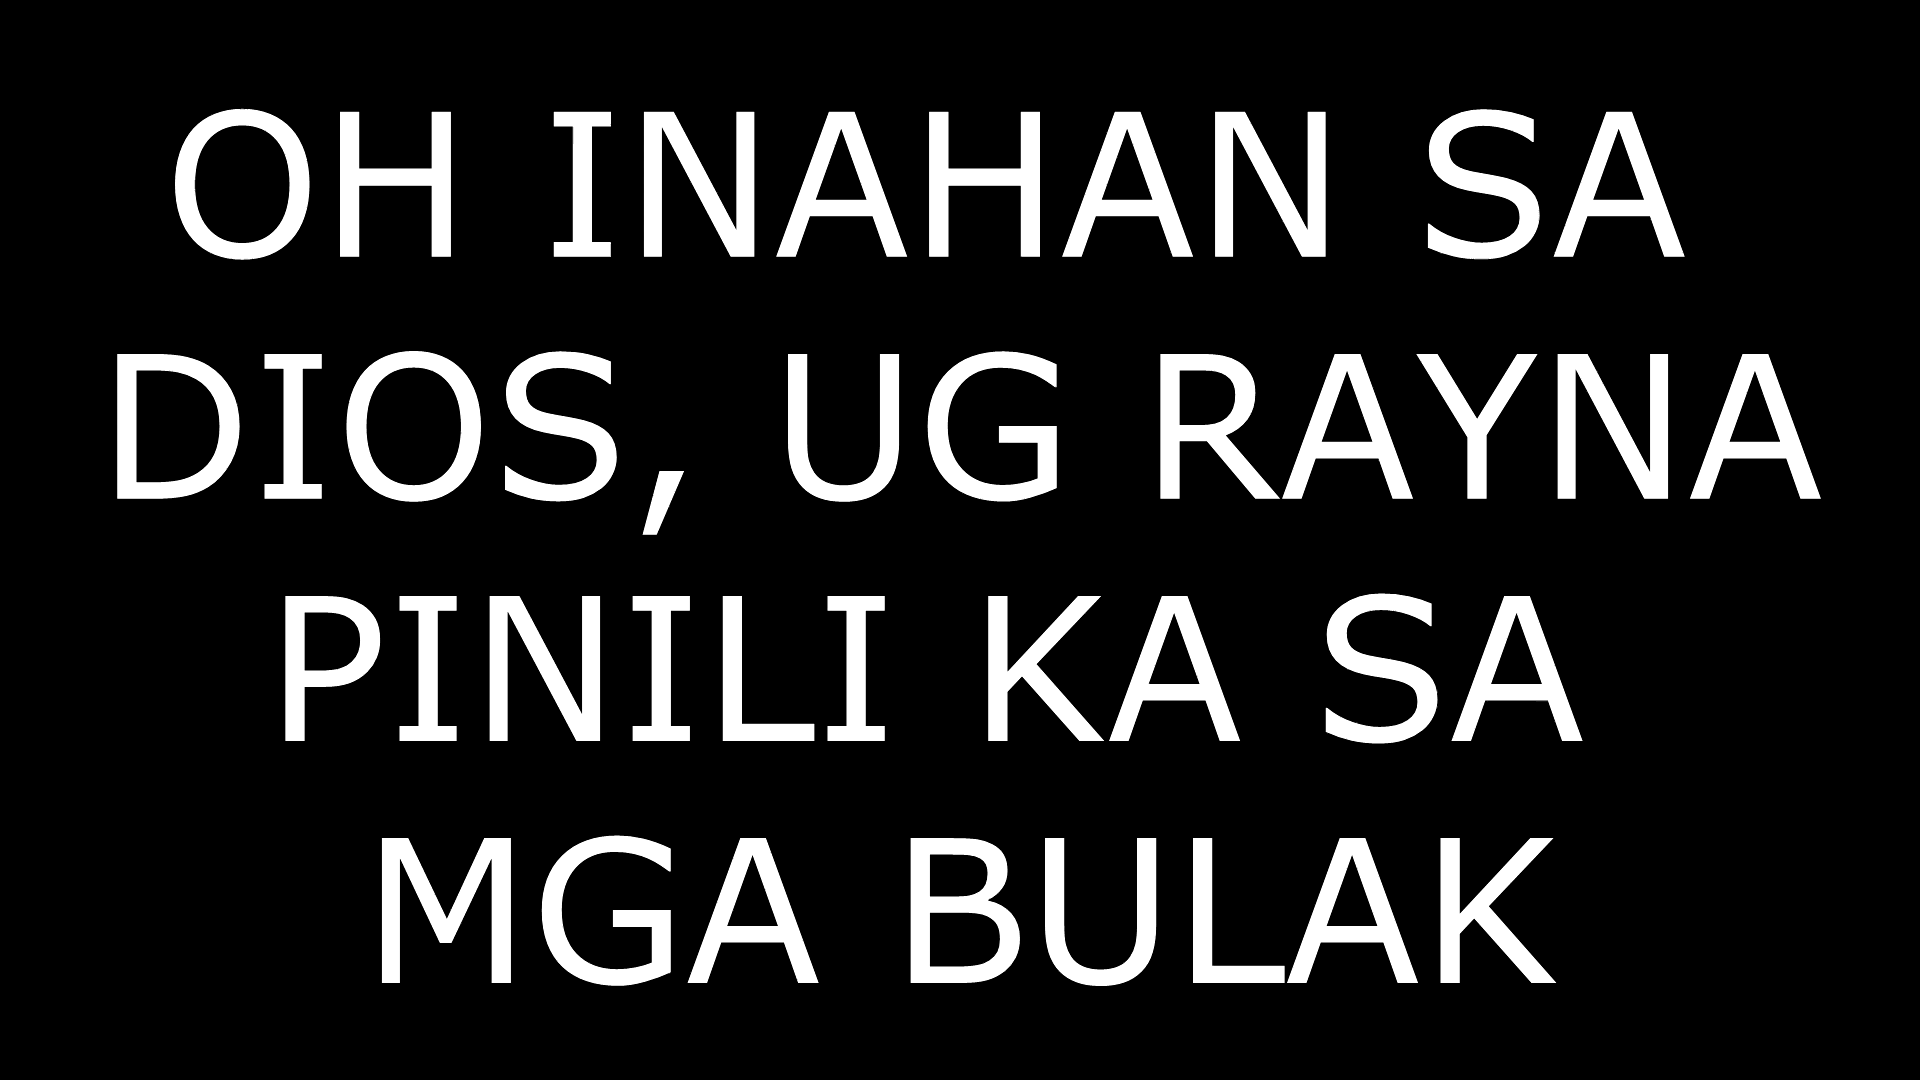 OH INAHAN SA
DIOS, UG RAYNA
PINILI KA SA
MGA BULAK